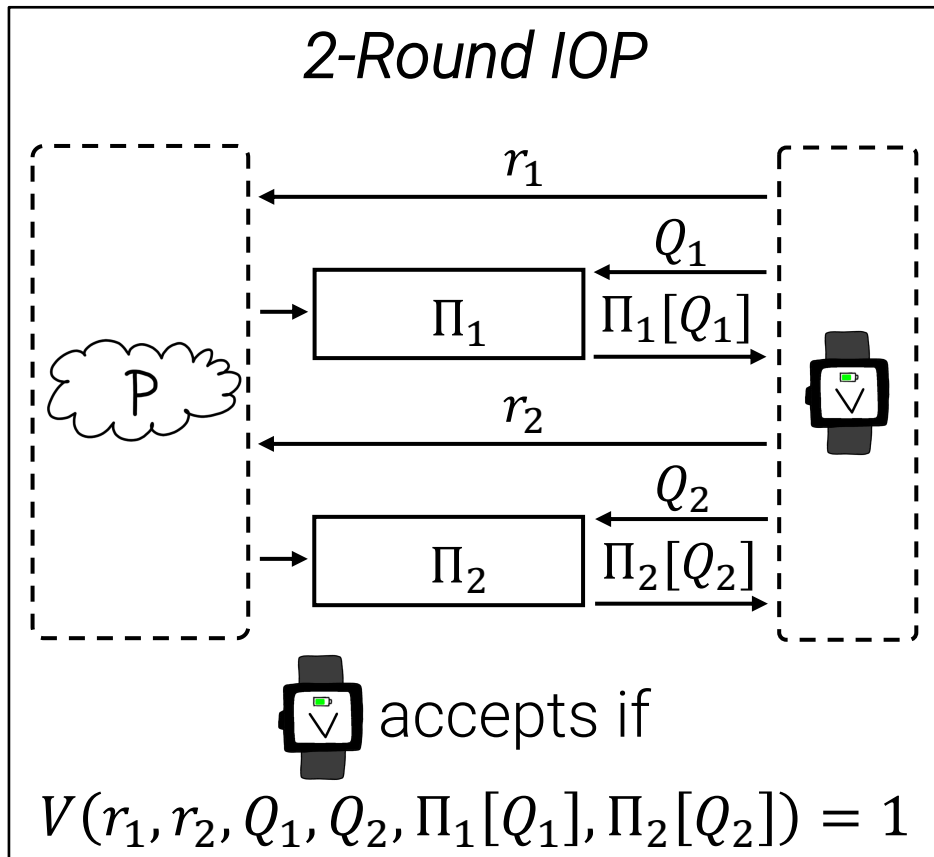 2-Round IOP
r₁
Q₁
Π₁
Π₁[Q₁]
P
V
r₂
Q₂
Π₂
Π₂[Q₂]
V accepts if
V(r₁, r₂, Q₁, Q₂, Π₁[Q₁], Π₂[Q₂]) = 1